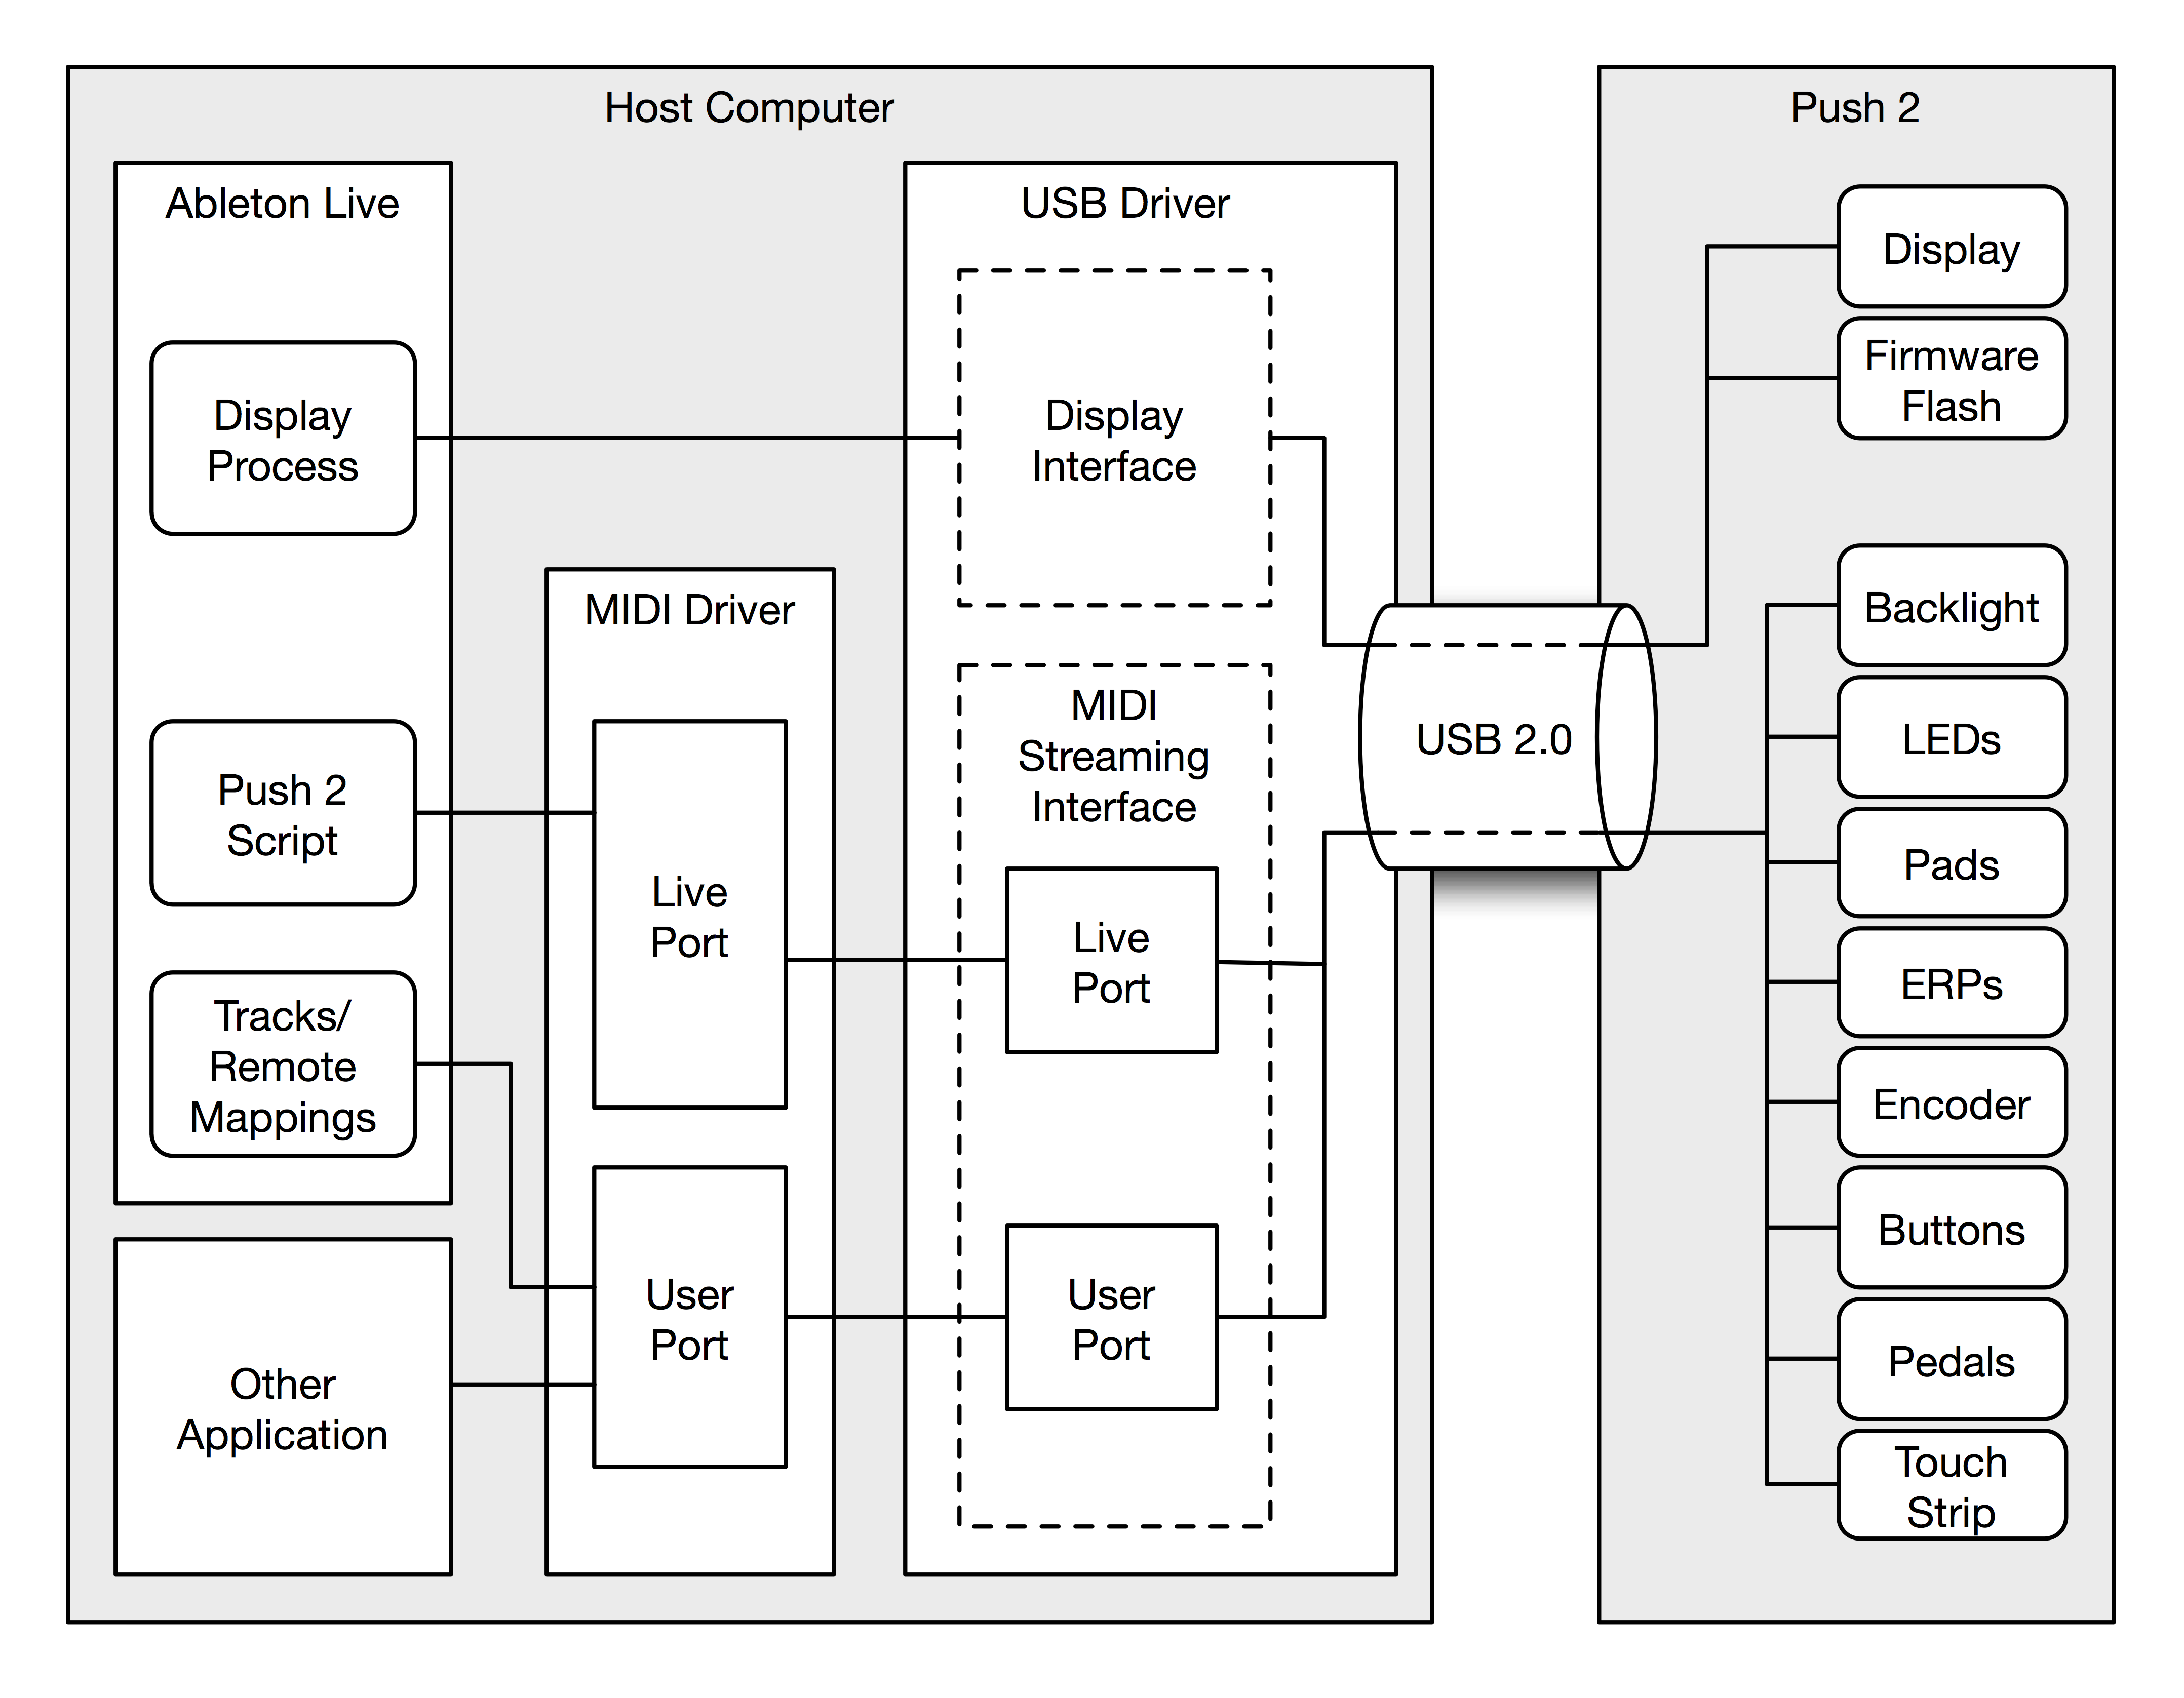 Host Computer
Ableton Live
Display
Process
Push 2
Script
Tracks/
Remote
Mappings
Other
Application
MIDI Driver
Live
Port
User
Port
USB Driver
Display
Interface
MIDI
Streaming
Interface
Live
Port
User
Port
USB 2.0
Push 2
Display
Firmware
Flash
Backlight
LEDs
Pads
ERPs
Encoder
Buttons
Pedals
Touch
Strip